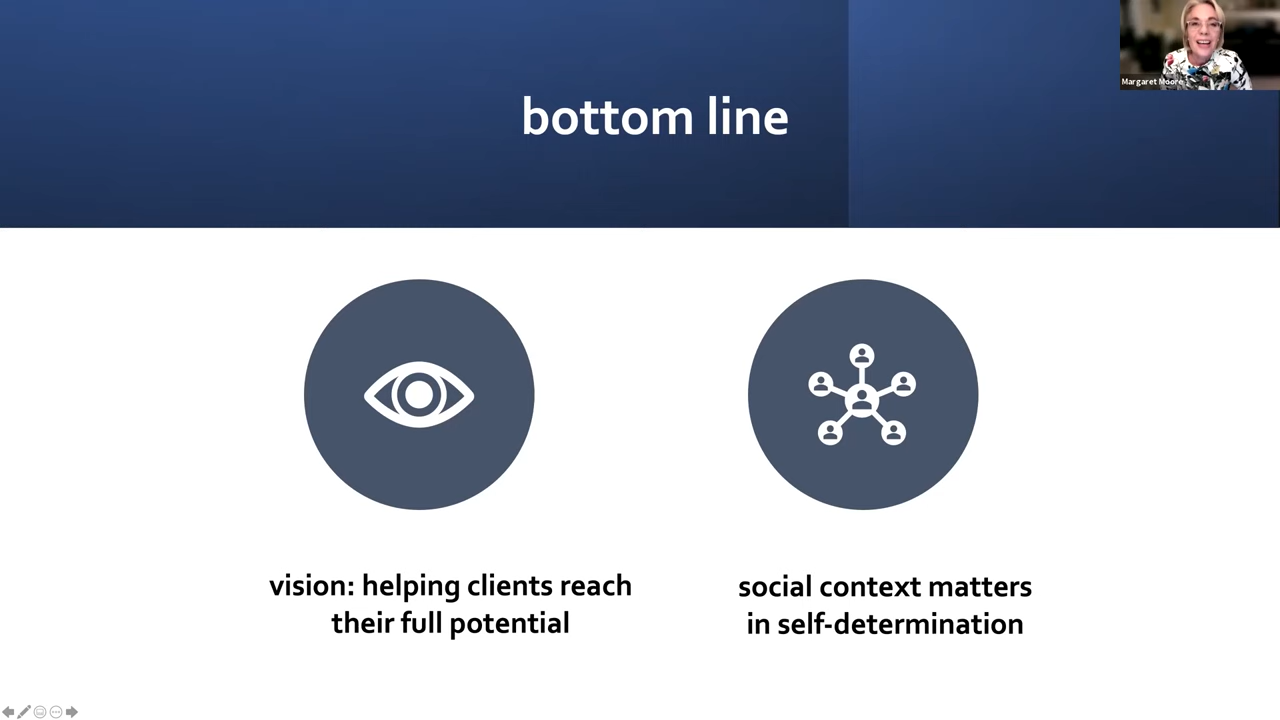 Margaret Moore
bottom line
vision: helping clients reach
their full potential
social context matters
in self-determination